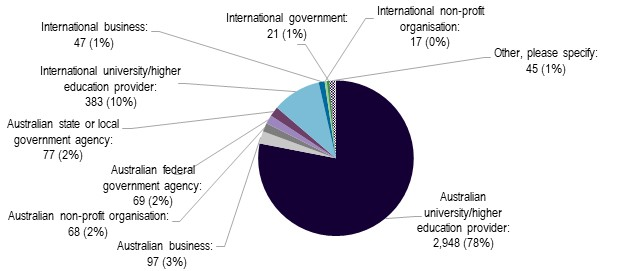 International business:
47 (1%)
International government:
21 (1%)
International non-profit
organisation:
17 (0%)
Other, please specify:
45 (1%)
International university/higher
education provider:
383 (10%)
Australian state or local
government agency:
77 (2%)
Australian federal
government agency:
69 (2%)
Australian non-profit organisation:
68 (2%)
Australian business:
97 (3%)
Australian
university/higher
education provider:
2,948 (78%)